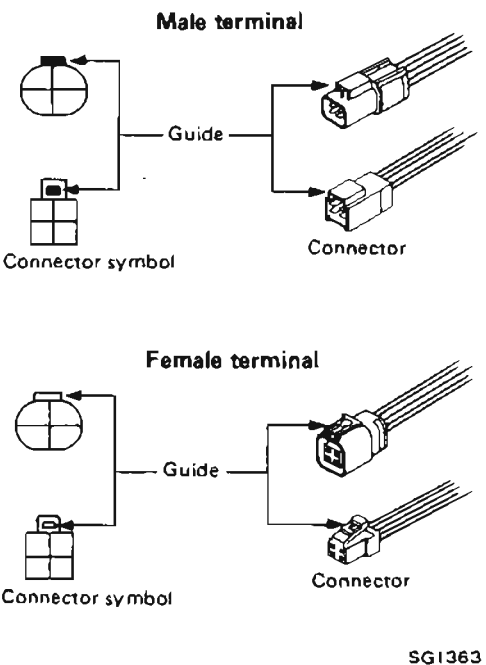 Male terminal
Guide
Connector symbol
Connector
Female terminal
Guide
Connector
Connector symbol
SG1363